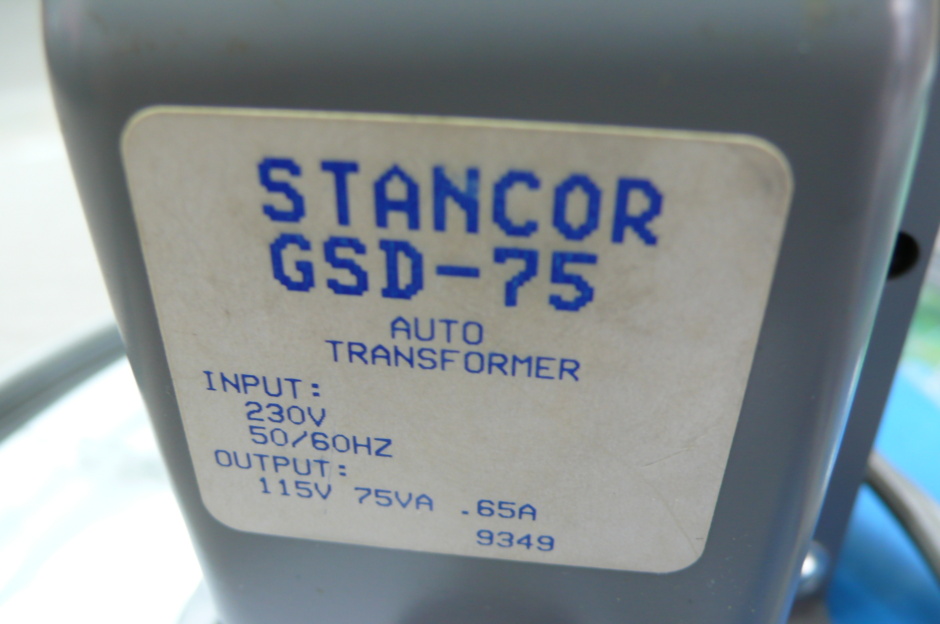 STANCOR
GSD-75
AUTO
TRANSFORMER
INPUT:
230V
50/60HZ
OUTPUT:
115V 75VA .65A
9349